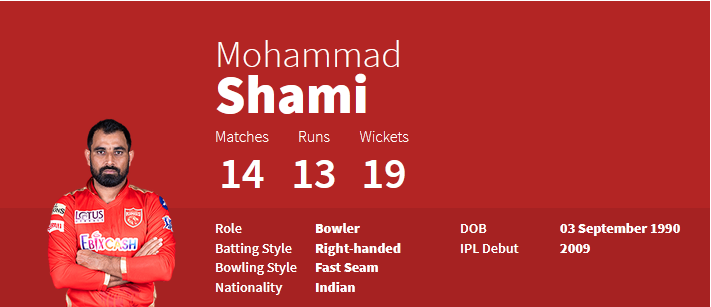 Mohammad
Shami
Matches Runs Wickets
14 13 19
Role Bowler DOB 03 September 1990
Batting Style Right-handed IPL Debut 2009
Bowling Style Fast Seam
Nationality Indian
LOTUS
EBIXCASH